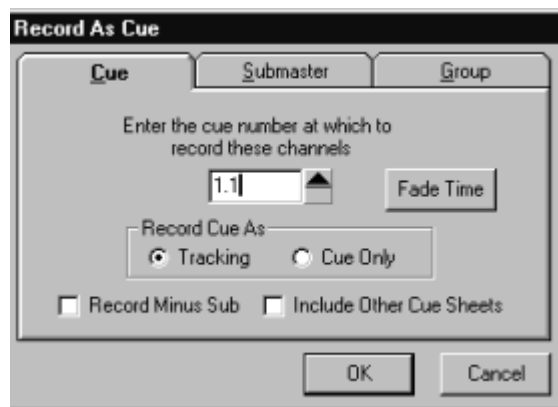 Record As Cue
Cue Submaster Group
Enter the cue number at which to
record these channels
1.1 Fade Time
Record Cue As
Tracking Cue Only
Record Minus Sub Include Other Cue Sheets
OK Cancel